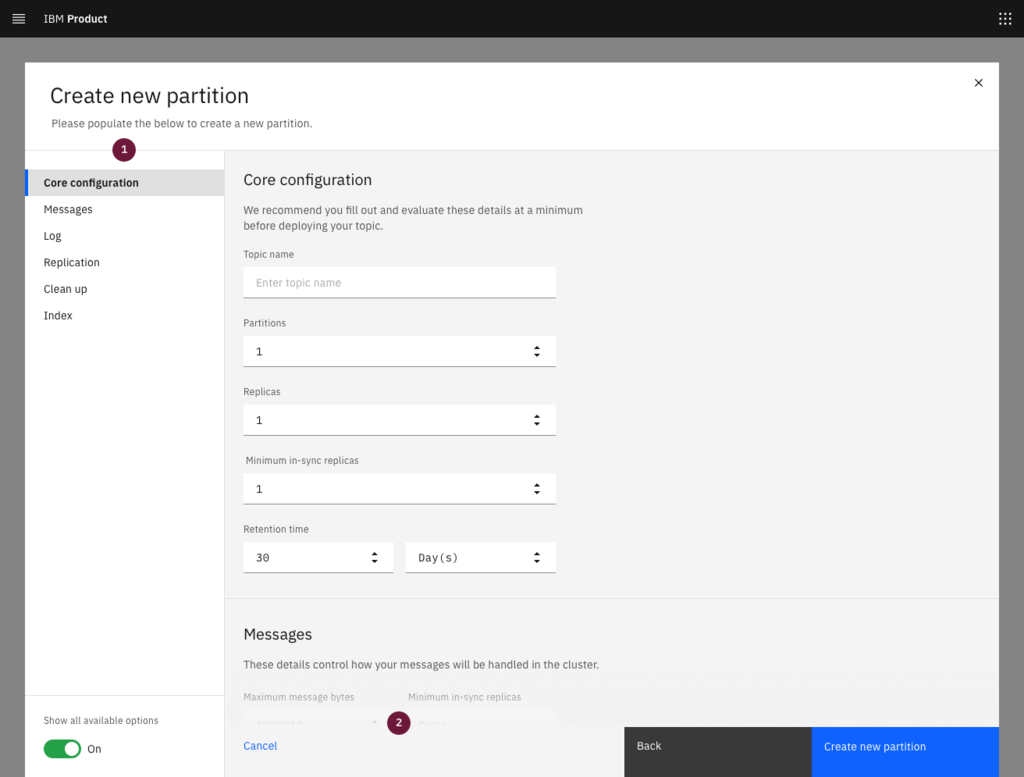 IBM Product
Create new partition
Please populate the below to create a new partition.
1
Core configuration
Messages
Log
Replication
Clean up
Index
Show all available options
On
Core configuration
We recommend you fill out and evaluate these details at a minimum
before deploying your topic.
Topic name
Enter topic name
Partitions
1
Replicas
1
Minimum in-sync replicas
1
Retention time
30 Day(s)
Messages
These details control how your messages will be handled in the cluster.
Maximum message bytes Minimum in-sync replicas
2
Cancel
Back
Create new partition